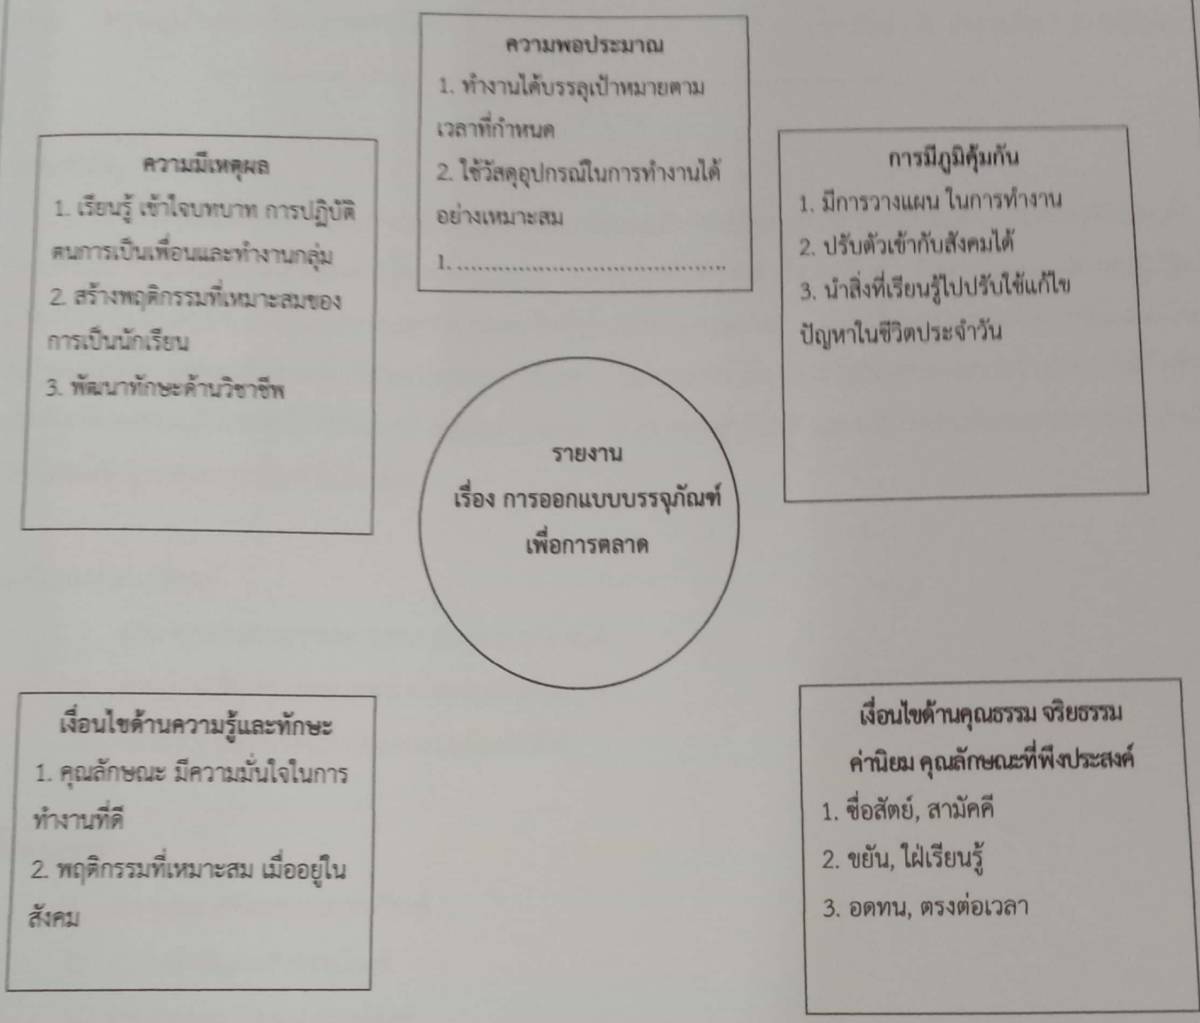 ความพอประมาณ
1. ทำงานได้บรรลุเป้าหมายตาม
เวลาที่กำหนด
2. ใช้วัสดุอุปกรณ์ในการทำงานได้
อย่างเหมาะสม
1. ........................................
ความมีเหตุผล
1. เรียนรู้ เข้าใจบทบาท การปฏิบัติ
ตนการเป็นเพื่อนและทำงานกลุ่ม
2. สร้างพฤติกรรมที่เหมาะสมของ
การเป็นนักเรียน
3. พัฒนาทักษะด้านวิชาชีพ
การมีภูมิคุ้มกัน
1. มีการวางแผน ในการทำงาน
2. ปรับตัวเข้ากับสังคมได้
3. นำสิ่งที่เรียนรู้ไปปรับใช้แก้ไข
ปัญหาในชีวิตประจำวัน
รายงาน
เรื่อง การออกแบบบรรจุภัณฑ์
เพื่อการตลาด
เงื่อนไขด้านความรู้และทักษะ
1. คุณลักษณะ มีความมั่นใจในการ
ทำงานที่ดี
2. พฤติกรรมที่เหมาะสม เมื่ออยู่ใน
สังคม
เงื่อนไขด้านคุณธรรม จริยธรรม
ค่านิยม คุณลักษณะที่พึงประสงค์
1. ซื่อสัตย์, สามัคคี
2. ขยัน, ใฝ่เรียนรู้
3. อดทน, ตรงต่อเวลา